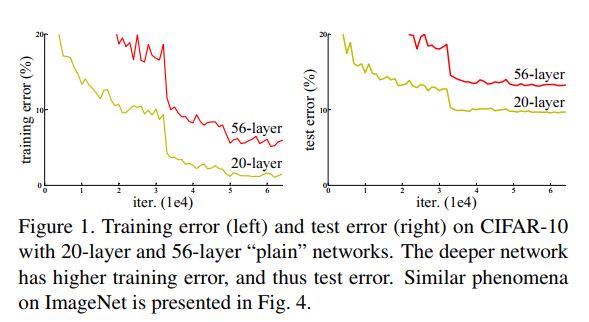 20
10
0
training error (%)
0 1 2 3 4 5 6
iter. (1e4)
56-layer
20-layer
20
10
0
test error (%)
0 1 2 3 4 5 6
iter. (1e4)
56-layer
20-layer
Figure 1. Training error (left) and test error (right) on CIFAR-10
with 20-layer and 56-layer “plain” networks. The deeper network
has higher training error, and thus test error. Similar phenomena
on ImageNet is presented in Fig. 4.